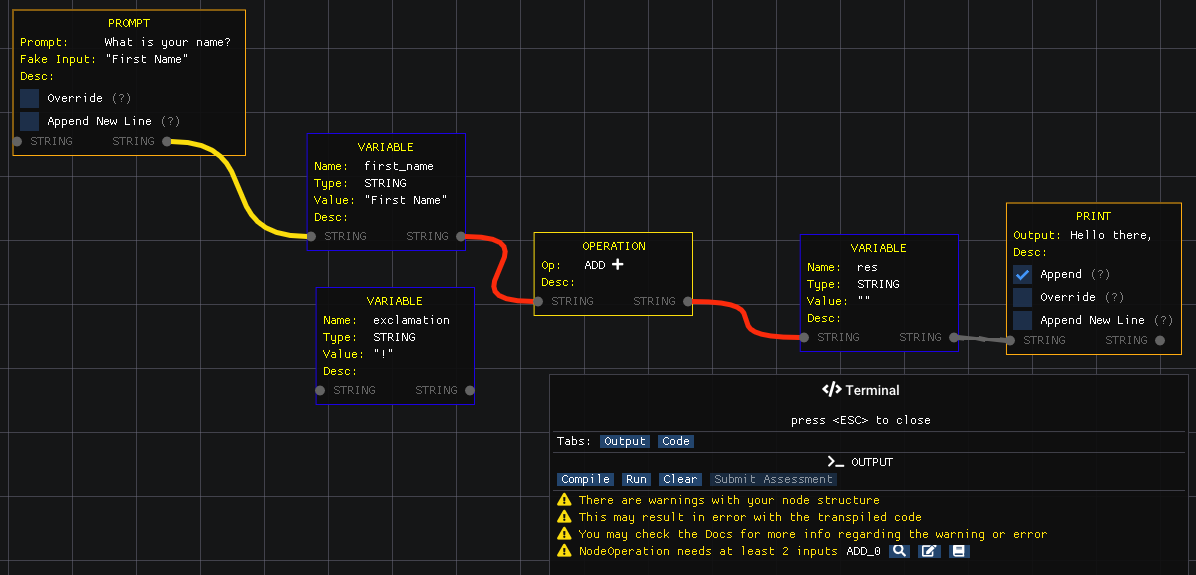 PROMPT
Prompt: What is your name?
Fake Input: "First Name"
Desc:
Override (?)
Append New Line (?)
STRING STRING
VARIABLE
Name: first_name
Type: STRING
Value: "First Name"
Desc:
STRING STRING
VARIABLE
Name: exclamation
Type: STRING
Value: "!"
Desc:
STRING STRING
OPERATION
Op: ADD
Desc:
STRING STRING
VARIABLE
Name: res
Type: STRING
Value: ""
Desc:
STRING STRING
PRINT
Output: Hello there,
Desc:
Append (?)
Override (?)
Append New Line (?)
STRING STRING
Terminal
press <ESC> to close
Tabs: Output Code
OUTPUT
Compile Run Clear Submit Assessment
There are warnings with your node structure
This may result in error with the transpiled code
You may check the Docs for more info regarding the warning or error
NodeOperation needs at least 2 inputs ADD_0